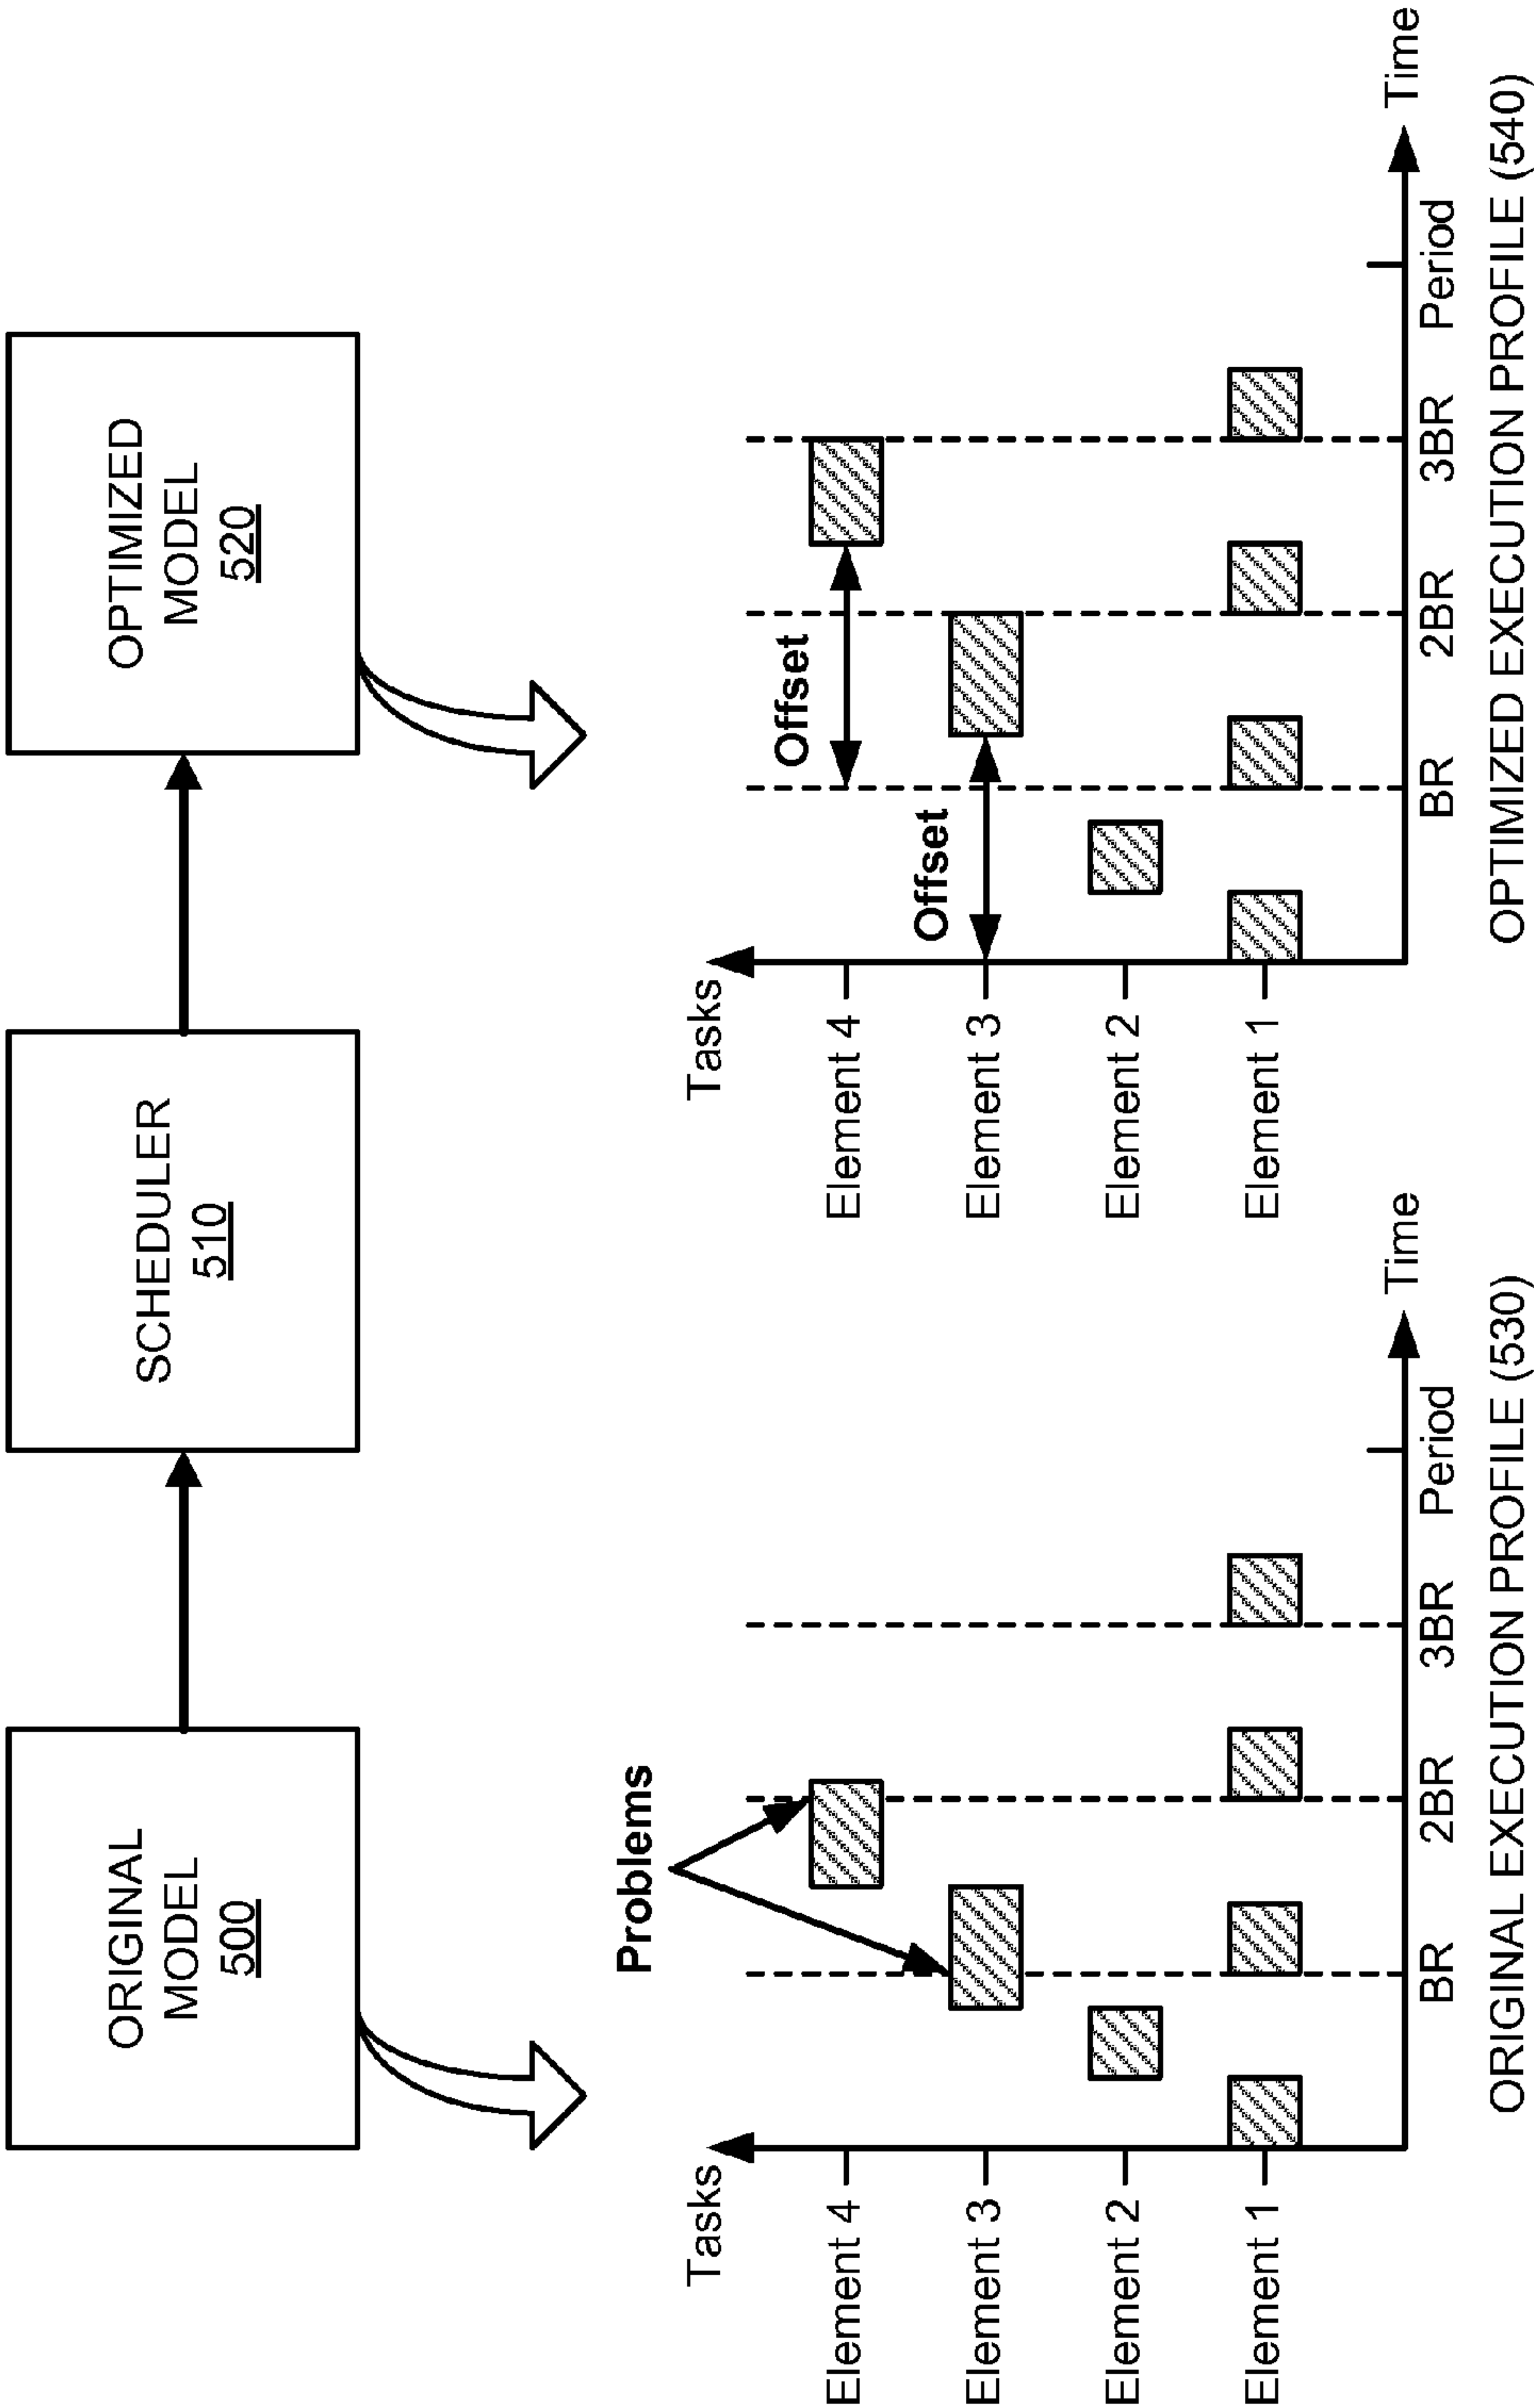 ORIGINAL
MODEL
500
SCHEDULER
510
OPTIMIZED
MODEL
520
Problems
Tasks
Element 4
Element 3
Element 2
Element 1
BR
2BR
3BR
Period
Time
ORIGINAL EXECUTION PROFILE (530)
Tasks
Offset
Element 4
Offset
Element 3
Element 2
Element 1
BR
2BR
3BR
Period
Time
OPTIMIZED EXECUTION PROFILE (540)